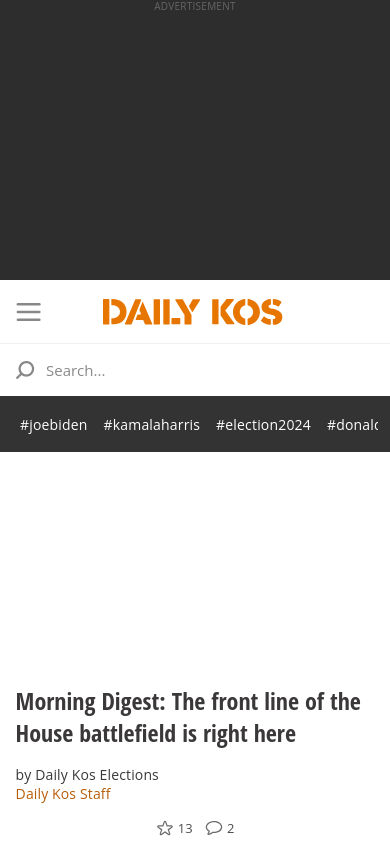 ADVERTISEMENT
DAILY KOS
Search...
#joebiden #kamalaharris #election2024 #donald
Morning Digest: The front line of the
House battlefield is right here
by Daily Kos Elections
Daily Kos Staff
13 2